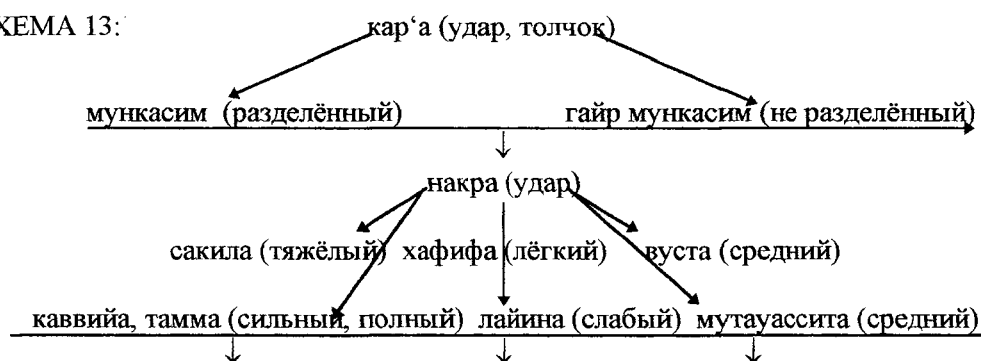 ХЕМА 13: кар‘а (удар, толчок)
мункасим (разделённый) гайр мункасим (не разделённый)
накра (удар)
сакила (тяжёлый) хафифа (лёгкий) вуста (средний)
каввийа, тамма (сильный, полный) лайина (слабый) мутауассита (средний)